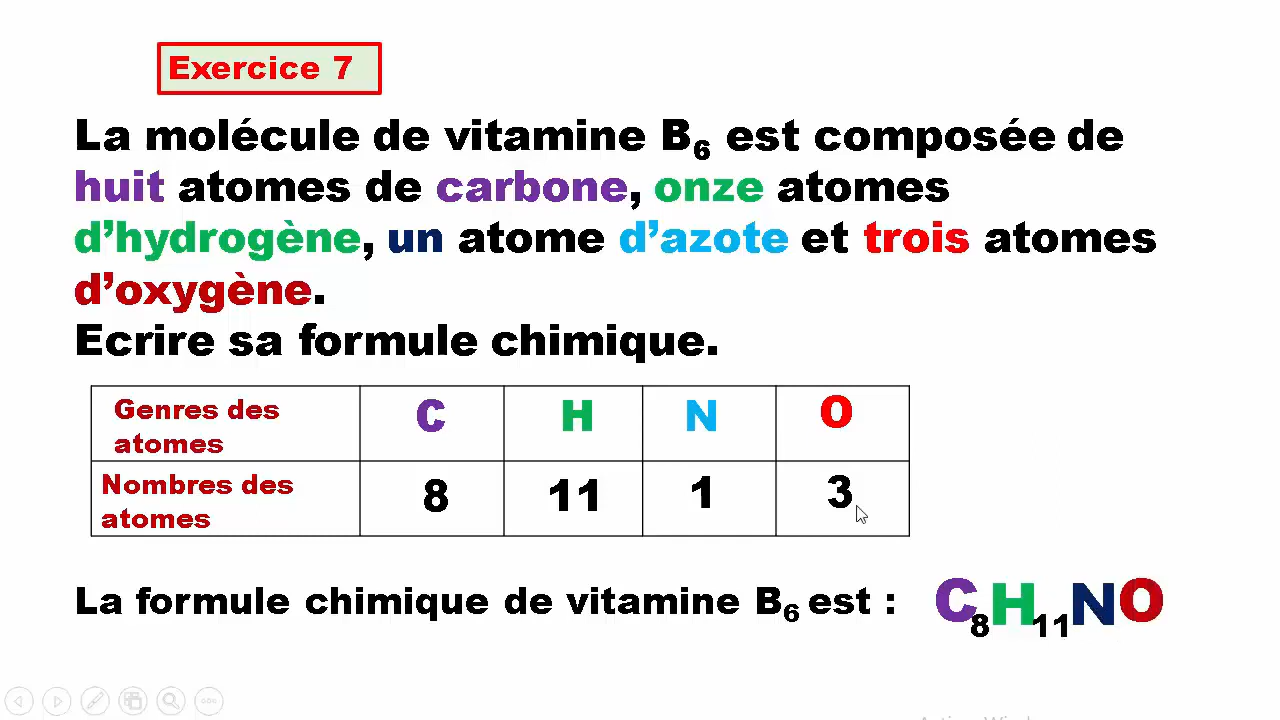 Exercice 7
La molécule de vitamine B₆ est composée de
huit atomes de carbone, onze atomes
d’hydrogène, un atome d’azote et trois atomes
d’oxygène.
Ecrire sa formule chimique.
Genres des atomes C H N O
Nombres des atomes 8 11 1 3
La formule chimique de vitamine B₆ est : C₈H₁₁NO